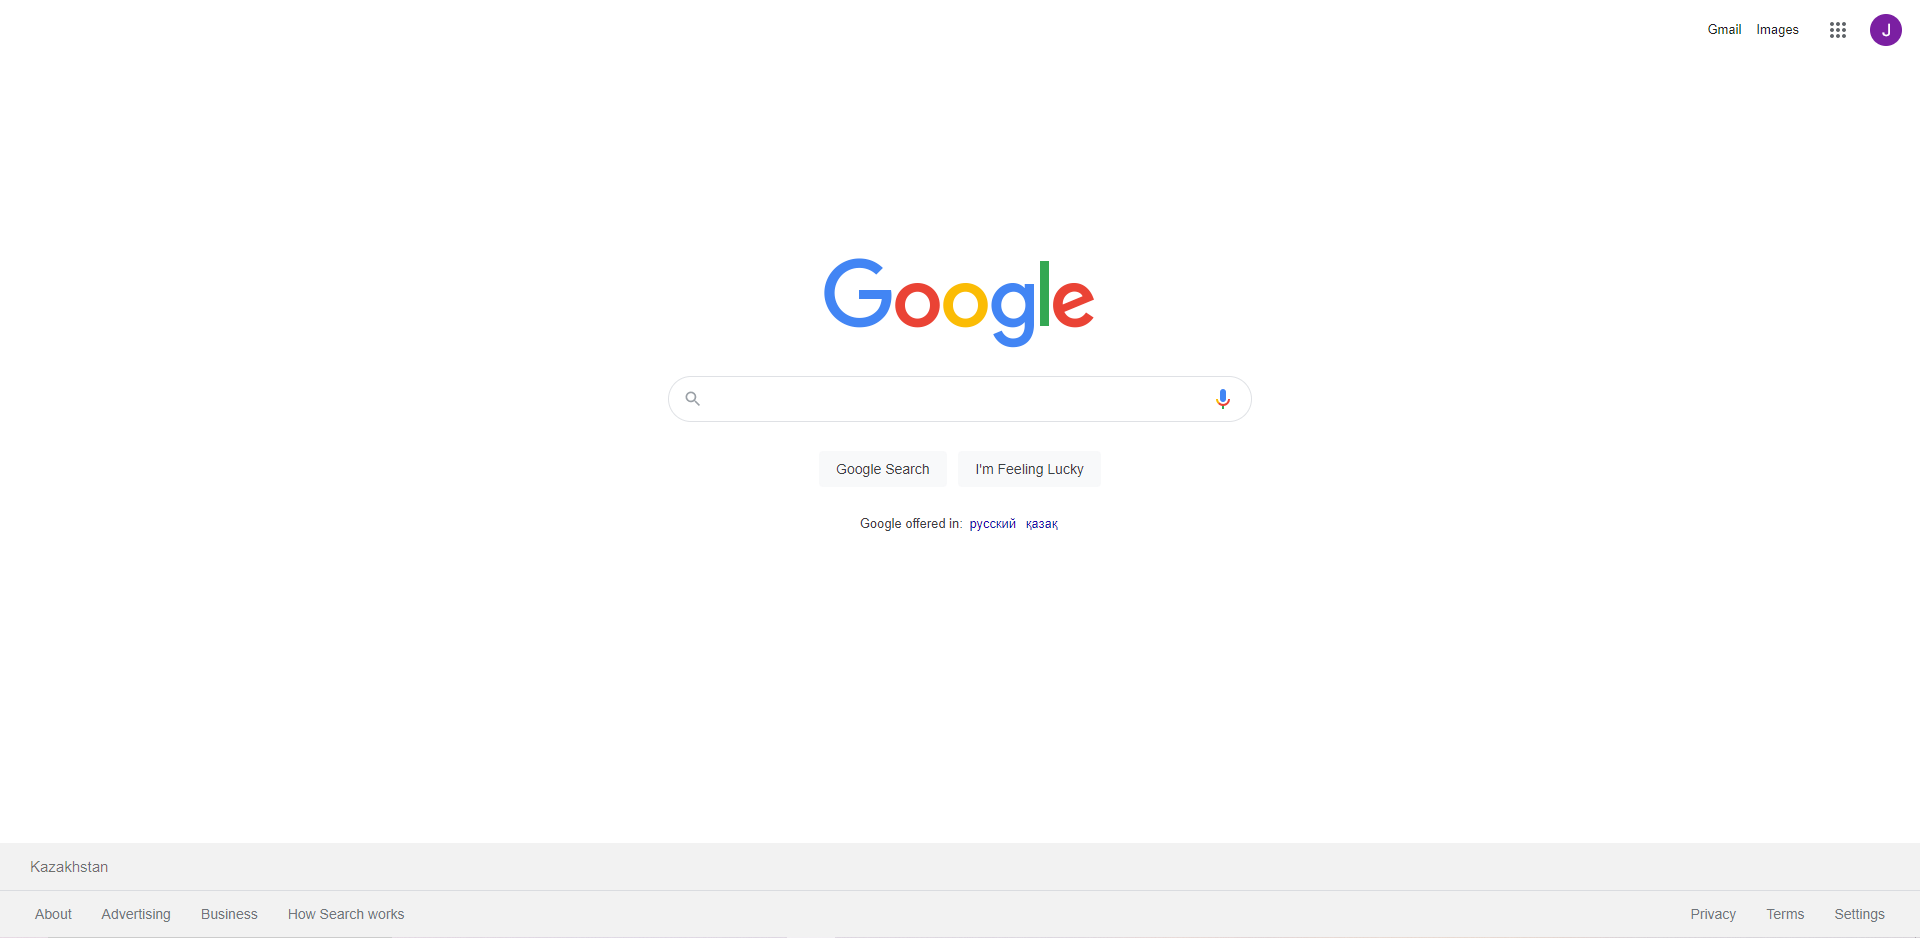 Gmail Images J
Google
Google Search I'm Feeling Lucky
Google offered in: русский қазақ
Kazakhstan
About Advertising Business How Search works Privacy Terms Settings